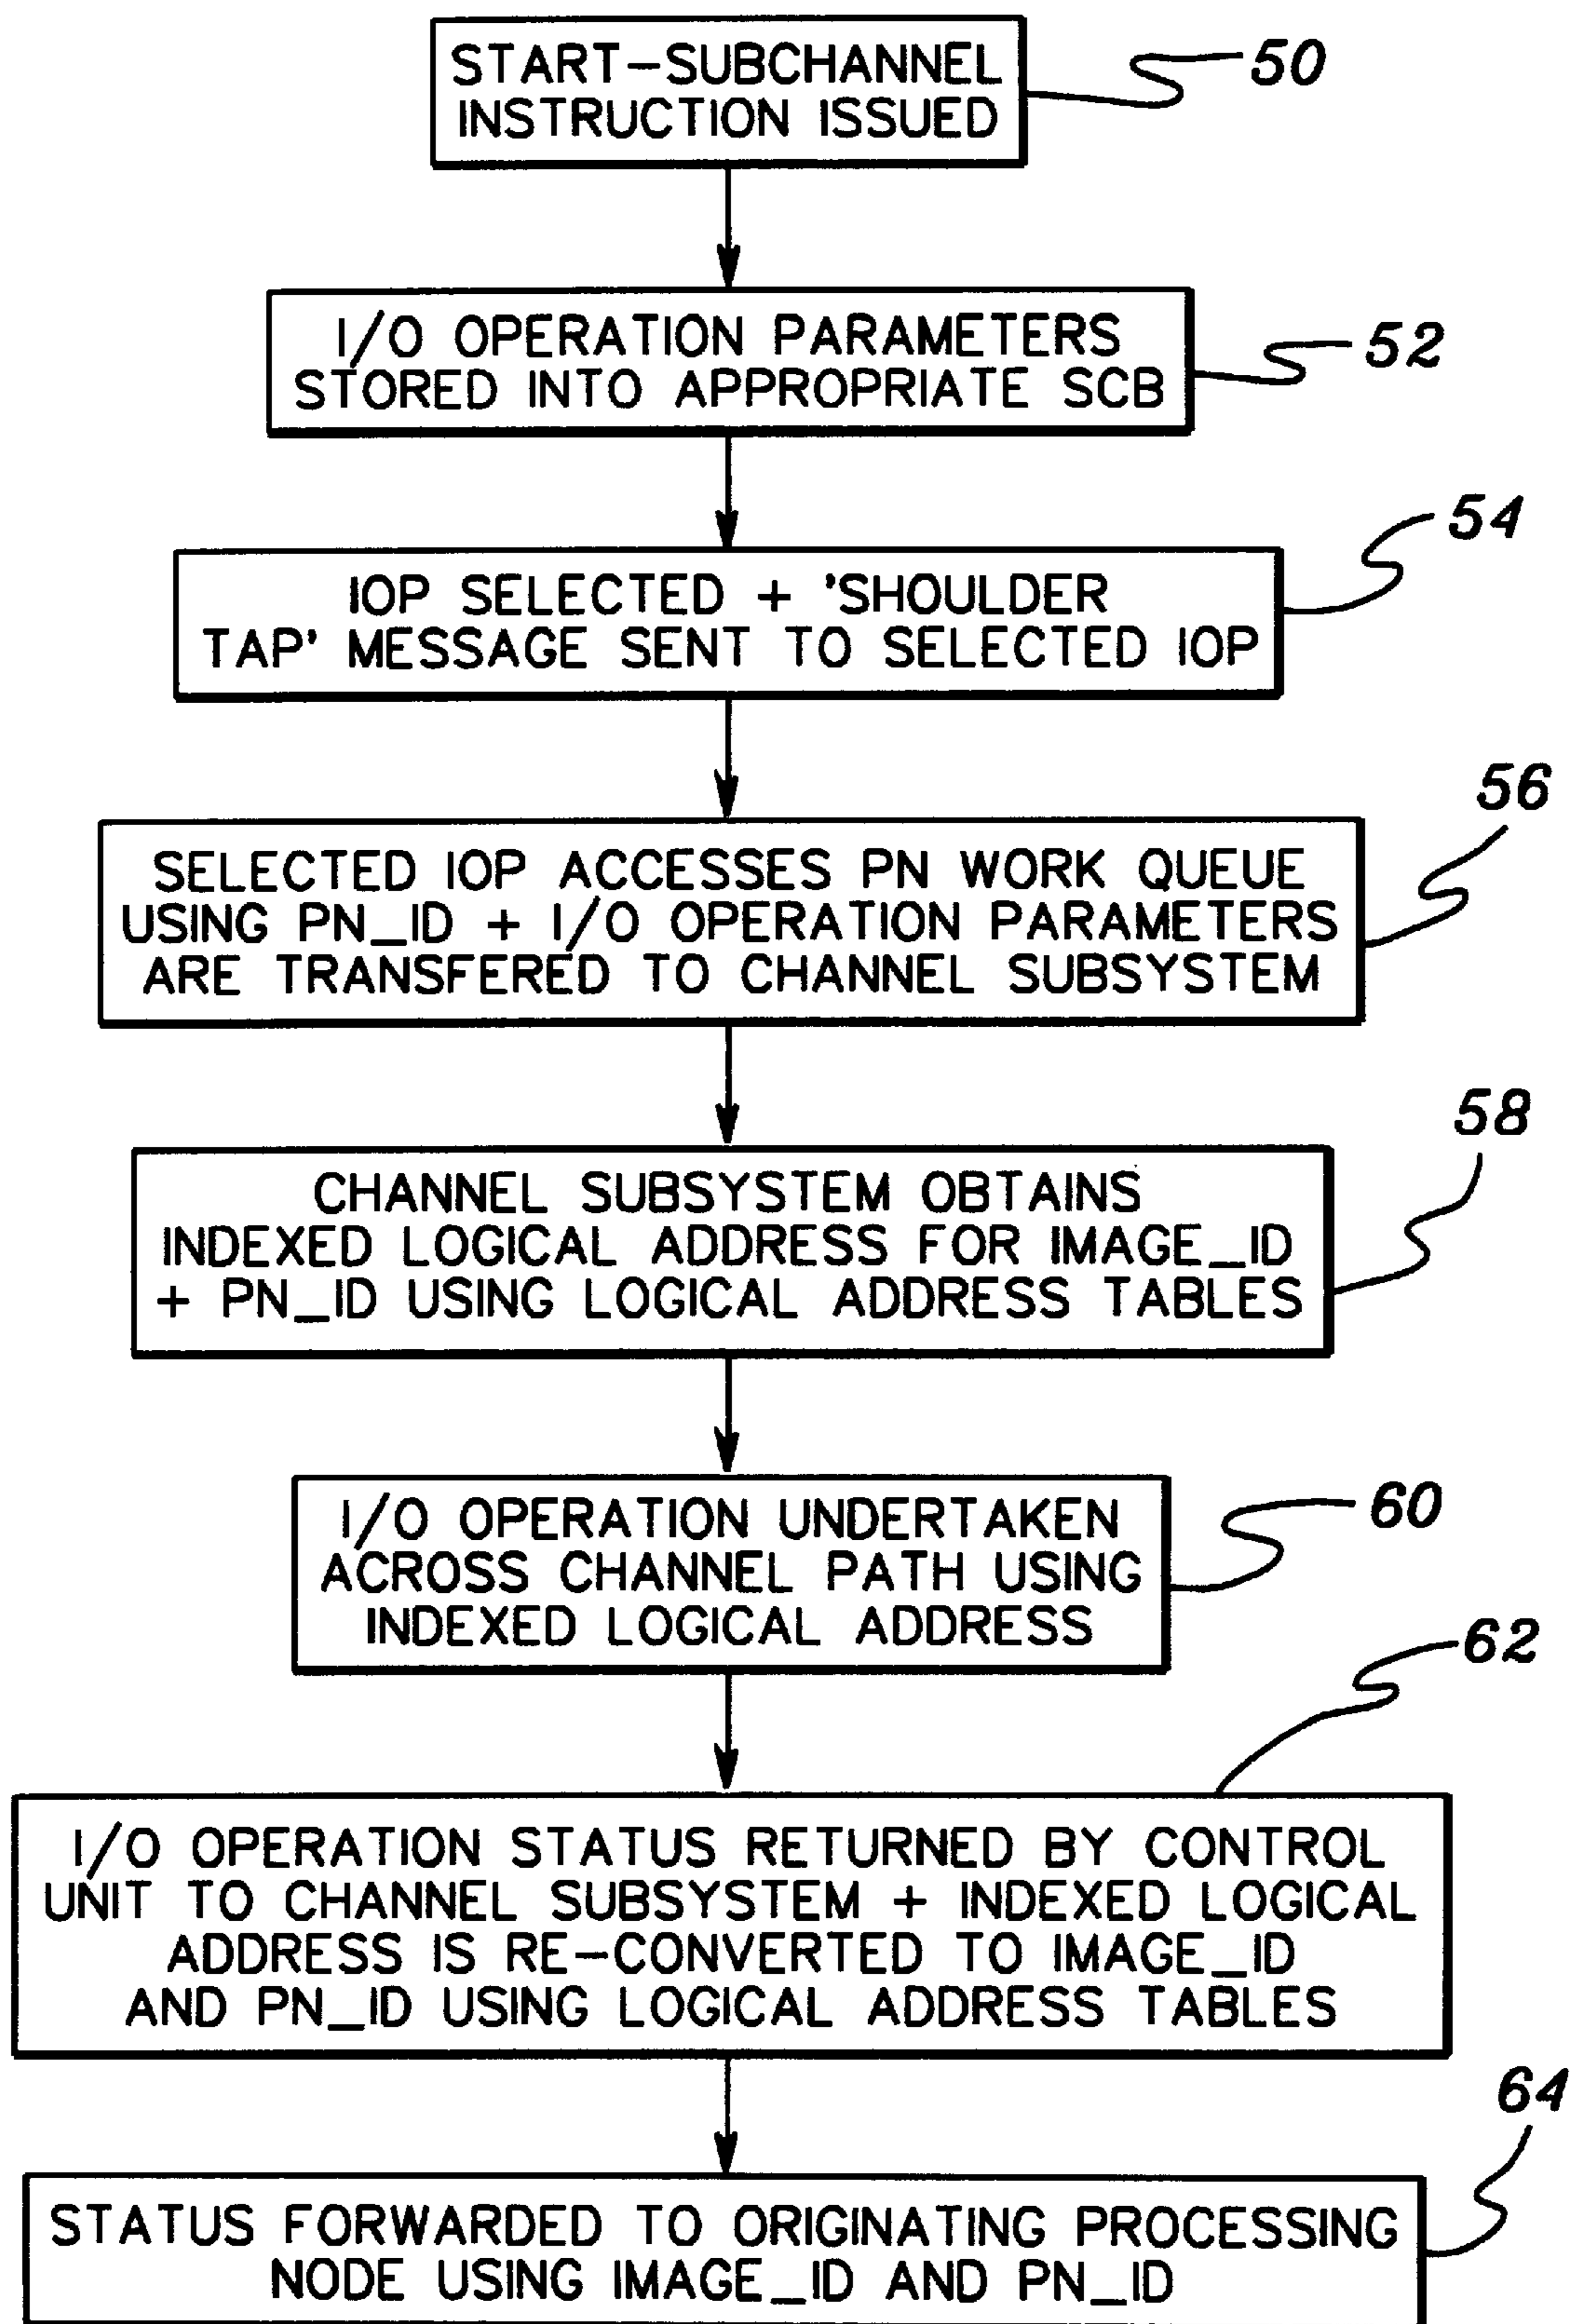 START-SUBCHANNEL
INSTRUCTION ISSUED
50
I/O OPERATION PARAMETERS
STORED INTO APPROPRIATE SCB
52
54
IOP SELECTED + 'SHOULDER
TAP' MESSAGE SENT TO SELECTED IOP
56
SELECTED IOP ACCESSES PN WORK QUEUE
USING PN_ID + I/O OPERATION PARAMETERS
ARE TRANSFERED TO CHANNEL SUBSYSTEM
58
CHANNEL SUBSYSTEM OBTAINS
INDEXED LOGICAL ADDRESS FOR IMAGE_ID
+ PN_ID USING LOGICAL ADDRESS TABLES
60
I/O OPERATION UNDERTAKEN
ACROSS CHANNEL PATH USING
INDEXED LOGICAL ADDRESS
62
I/O OPERATION STATUS RETURNED BY CONTROL
UNIT TO CHANNEL SUBSYSTEM + INDEXED LOGICAL
ADDRESS IS RE-CONVERTED TO IMAGE_ID
AND PN_ID USING LOGICAL ADDRESS TABLES
64
STATUS FORWARDED TO ORIGINATING PROCESSING
NODE USING IMAGE_ID AND PN_ID